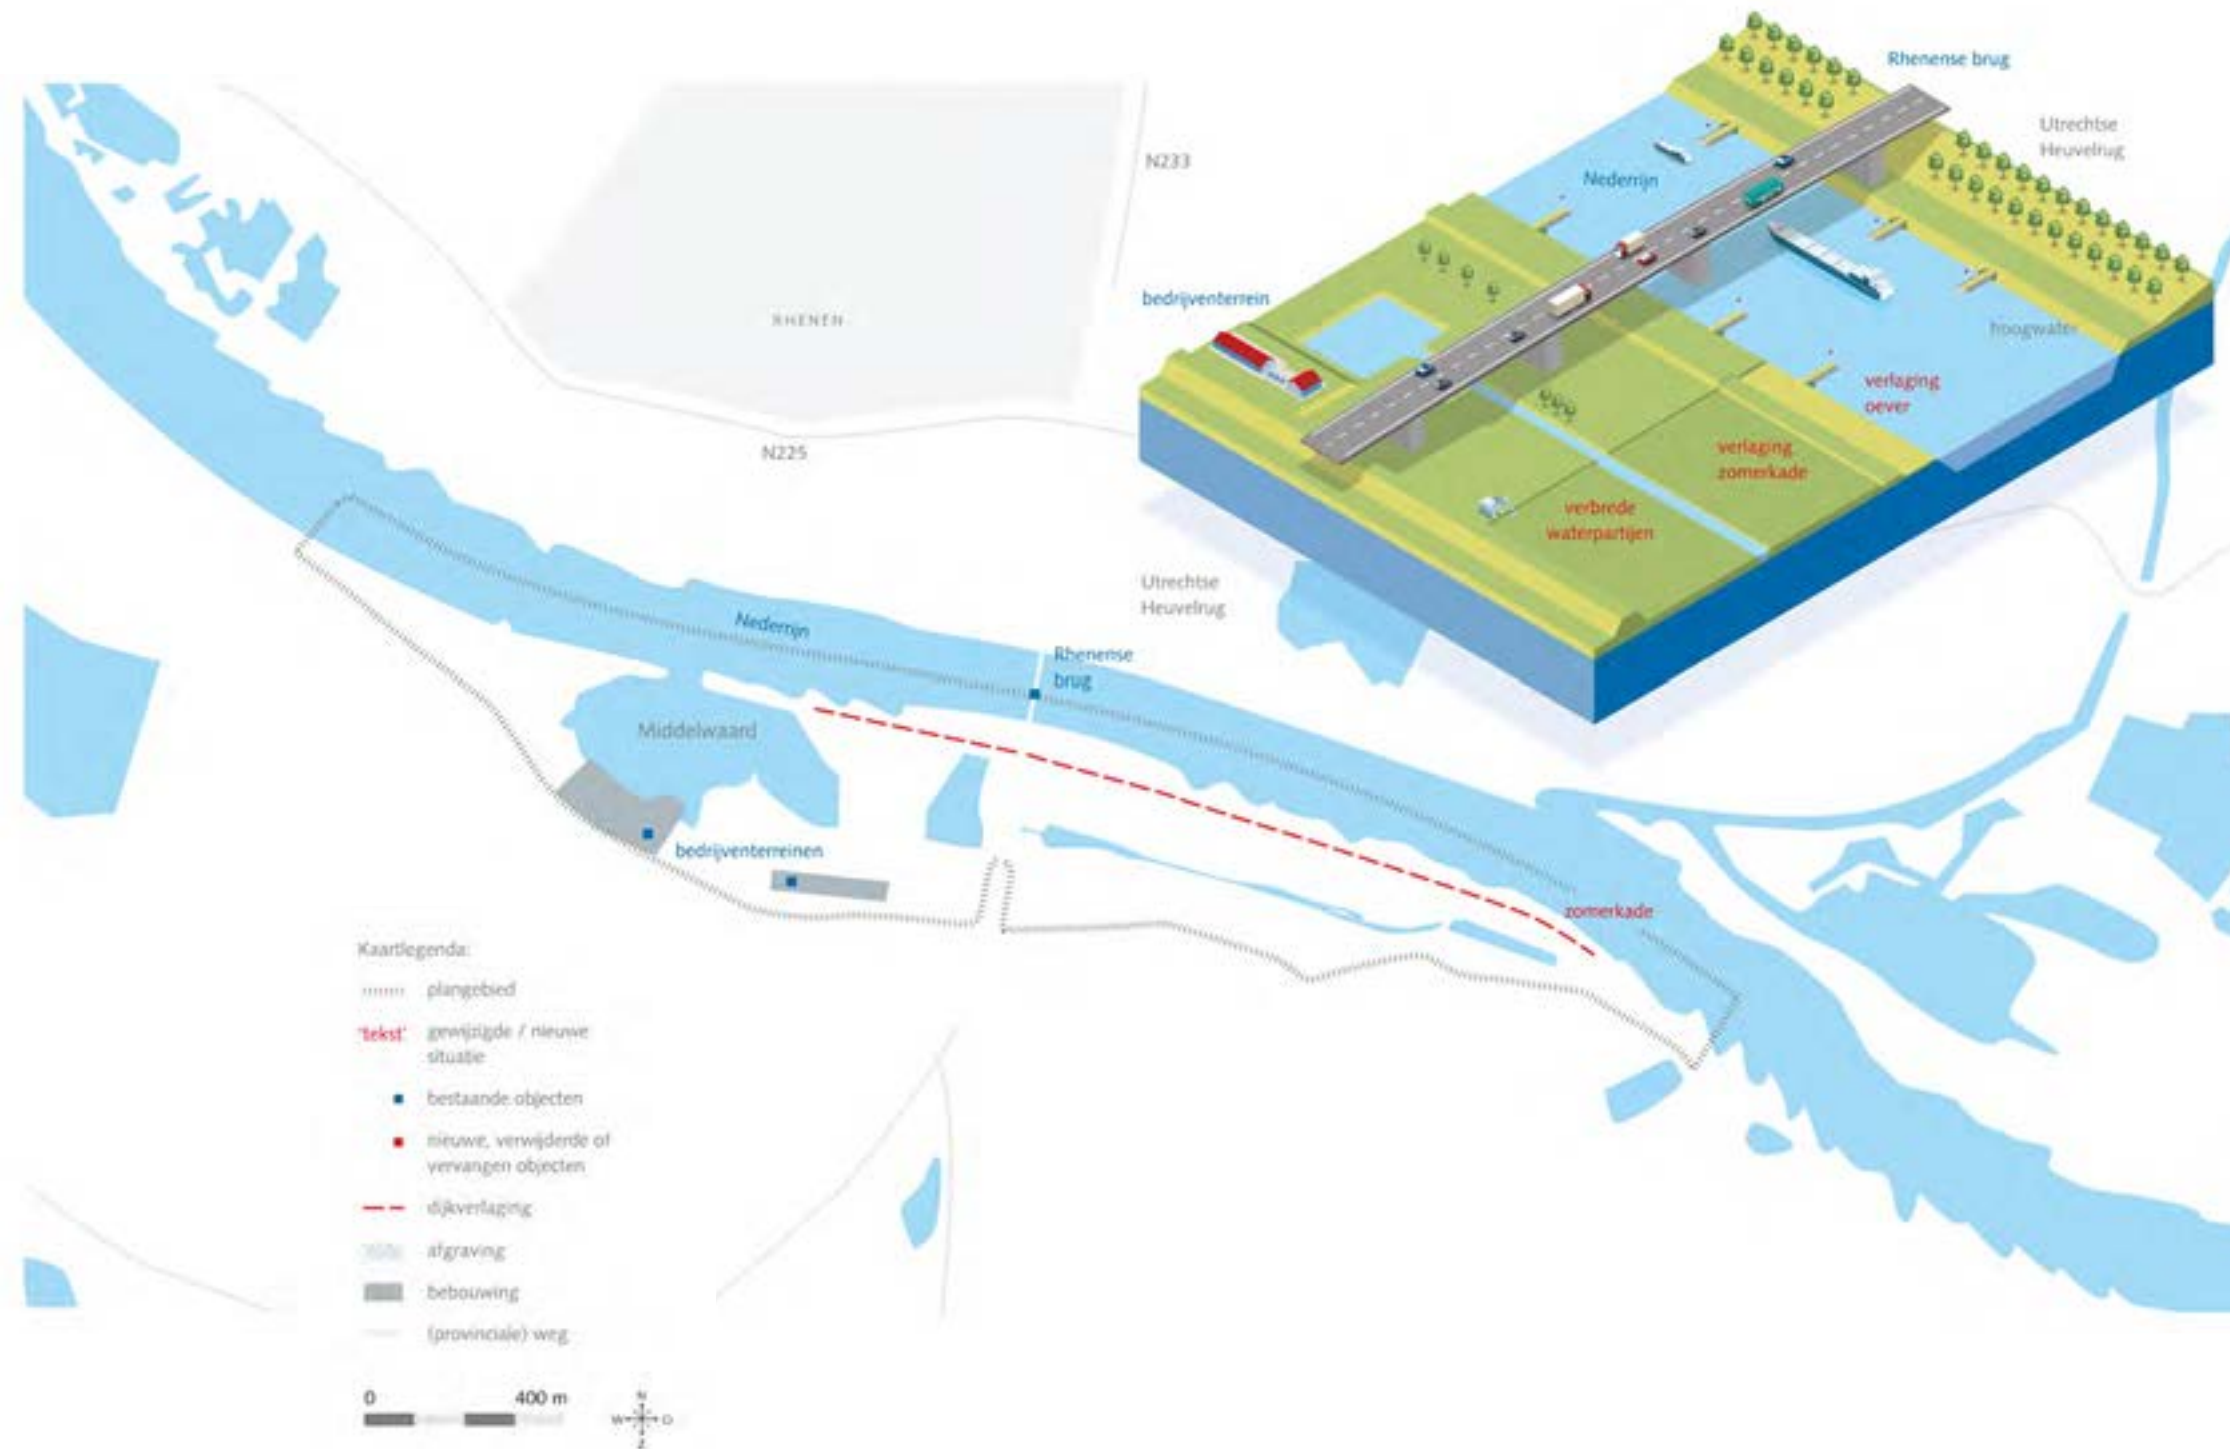 Rhenense brug
Utrechtse
Heuvelrug
N233
Nederrijn
bedrijventerrein
RHENEN
hoogwater
verlaging
oever
N225
verlaging
zomerkade
verbrede
waterpartijen
Utrechtse
Heuvelrug
Nederrijn
Rhenense
brug
Middelwaard
bedrijventerreinen
zomerkade
Kaartlegenda:
plangebied
'tekst' gewijzigde / nieuwe
situatie
bestaande objecten
nieuwe, verwijderde of
vervangen objecten
dijkverlaging
afgraving
bebouwing
(provinciale) weg
0 400 m
N
W O
Z